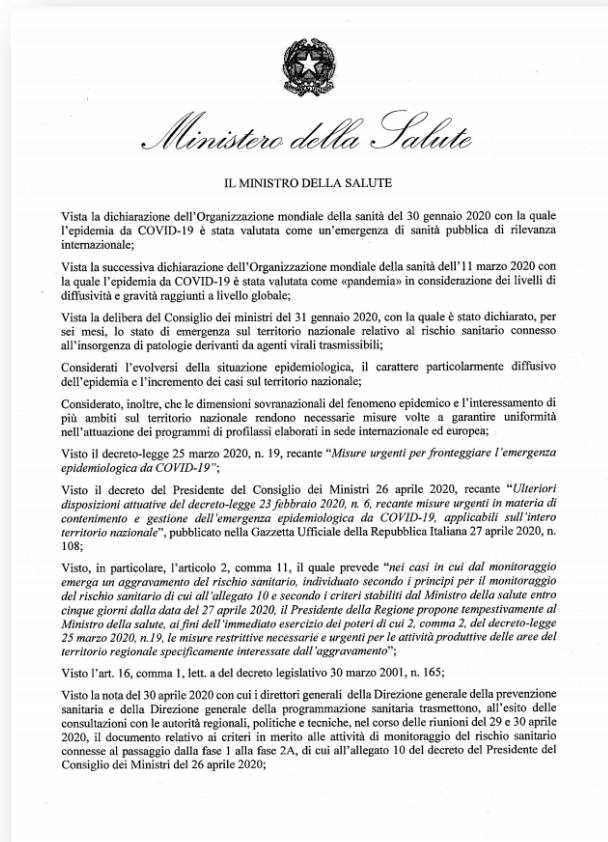 Ministero della Salute
IL MINISTRO DELLA SALUTE
Vista la dichiarazione dell'Organizzazione mondiale della sanità del 30 gennaio 2020 con la quale
l'epidemia da COVID-19 è stata valutata come un'emergenza di sanità pubblica di rilevanza
internazionale;
Vista la successiva dichiarazione dell'Organizzazione mondiale della sanità dell'11 marzo 2020 con
la quale l'epidemia da COVID-19 è stata valutata come «pandemia» in considerazione dei livelli di
diffusività e gravità raggiunti a livello globale;
Vista la delibera del Consiglio dei ministri del 31 gennaio 2020, con la quale è stato dichiarato, per
sei mesi, lo stato di emergenza sul territorio nazionale relativo al rischio sanitario connesso
all'insorgenza di patologie derivanti da agenti virali trasmissibili;
Considerati l'evolversi della situazione epidemiologica, il carattere particolarmente diffusivo
dell'epidemia e l'incremento dei casi sul territorio nazionale;
Considerato, inoltre, che le dimensioni sovranazionali del fenomeno epidemico e l'interessamento di
più ambiti sul territorio nazionale rendono necessarie misure volte a garantire uniformità
nell'attuazione dei programmi di profilassi elaborati in sede internazionale ed europea;
Visto il decreto-legge 25 marzo 2020, n. 19, recante "Misure urgenti per fronteggiare l'emergenza
epidemiologica da COVID-19";
Visto il decreto del Presidente del Consiglio dei Ministri 26 aprile 2020, recante "Ulteriori
disposizioni attuative del decreto-legge 23 febbraio 2020, n. 6, recante misure urgenti in materia di
contenimento e gestione dell'emergenza epidemiologica da COVID-19, applicabili sull'intero
territorio nazionale", pubblicato nella Gazzetta Ufficiale della Repubblica Italiana 27 aprile 2020, n.
108;
Visto, in particolare, l'articolo 2, comma 11, il quale prevede "nei casi in cui dal monitoraggio
emerga un aggravamento del rischio sanitario, individuato secondo i principi per il monitoraggio
del rischio sanitario di cui all'allegato 10 e secondo i criteri stabiliti dal Ministro della salute entro
cinque giorni dalla data del 27 aprile 2020, il Presidente della Regione propone tempestivamente al
Ministro della salute, ai fini dell'immediato esercizio dei poteri di cui 2, comma 2, del decreto-legge
25 marzo 2020, n.19, le misure restrittive necessarie e urgenti per le attività produttive delle aree del
territorio regionale specificamente interessate dall'aggravamento";
Visto l'art. 16, comma 1, lett. a del decreto legislativo 30 marzo 2001, n. 165;
Visto la nota del 30 aprile 2020 con cui i direttori generali della Direzione generale della prevenzione
sanitaria e della Direzione generale della programmazione sanitaria trasmettono, all'esito delle
consultazioni con le autorità regionali, politiche e tecniche, nel corso delle riunioni del 29 e 30 aprile
2020, il documento relativo ai criteri in merito alle attività di monitoraggio del rischio sanitario
connesse al passaggio dalla fase 1 alla fase 2A, di cui all'allegato 10 del decreto del Presidente del
Consiglio dei Ministri del 26 aprile 2020;